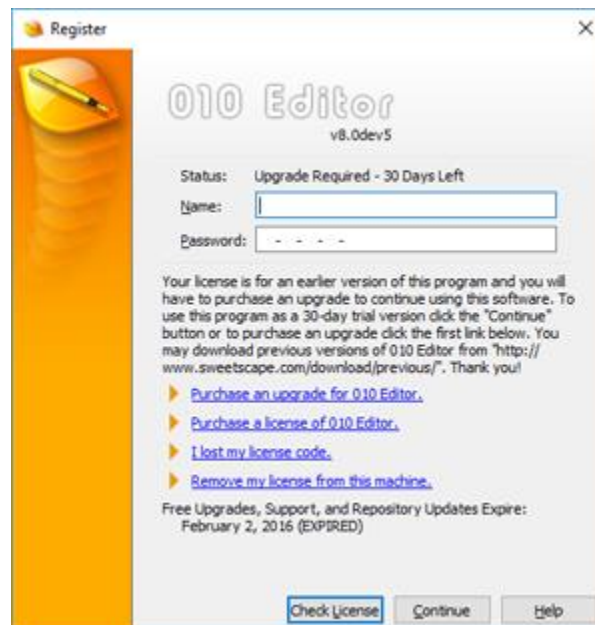 Register
010 Editor
v8.0dev5
Status: Upgrade Required - 30 Days Left
Name:
Password: - - - -
Your license is for an earlier version of this program and you will
have to purchase an upgrade to continue using this software. To
use this program as a 30-day trial version click the "Continue"
button or to purchase an upgrade click the first link below. You
may download previous versions of 010 Editor from "http://
www.sweetscape.com/download/previous/". Thank you!
Purchase an upgrade for 010 Editor.
Purchase a license of 010 Editor.
I lost my license code.
Remove my license from this machine.
Free Upgrades, Support, and Repository Updates Expire:
February 2, 2016 (EXPIRED)
Check License Continue Help